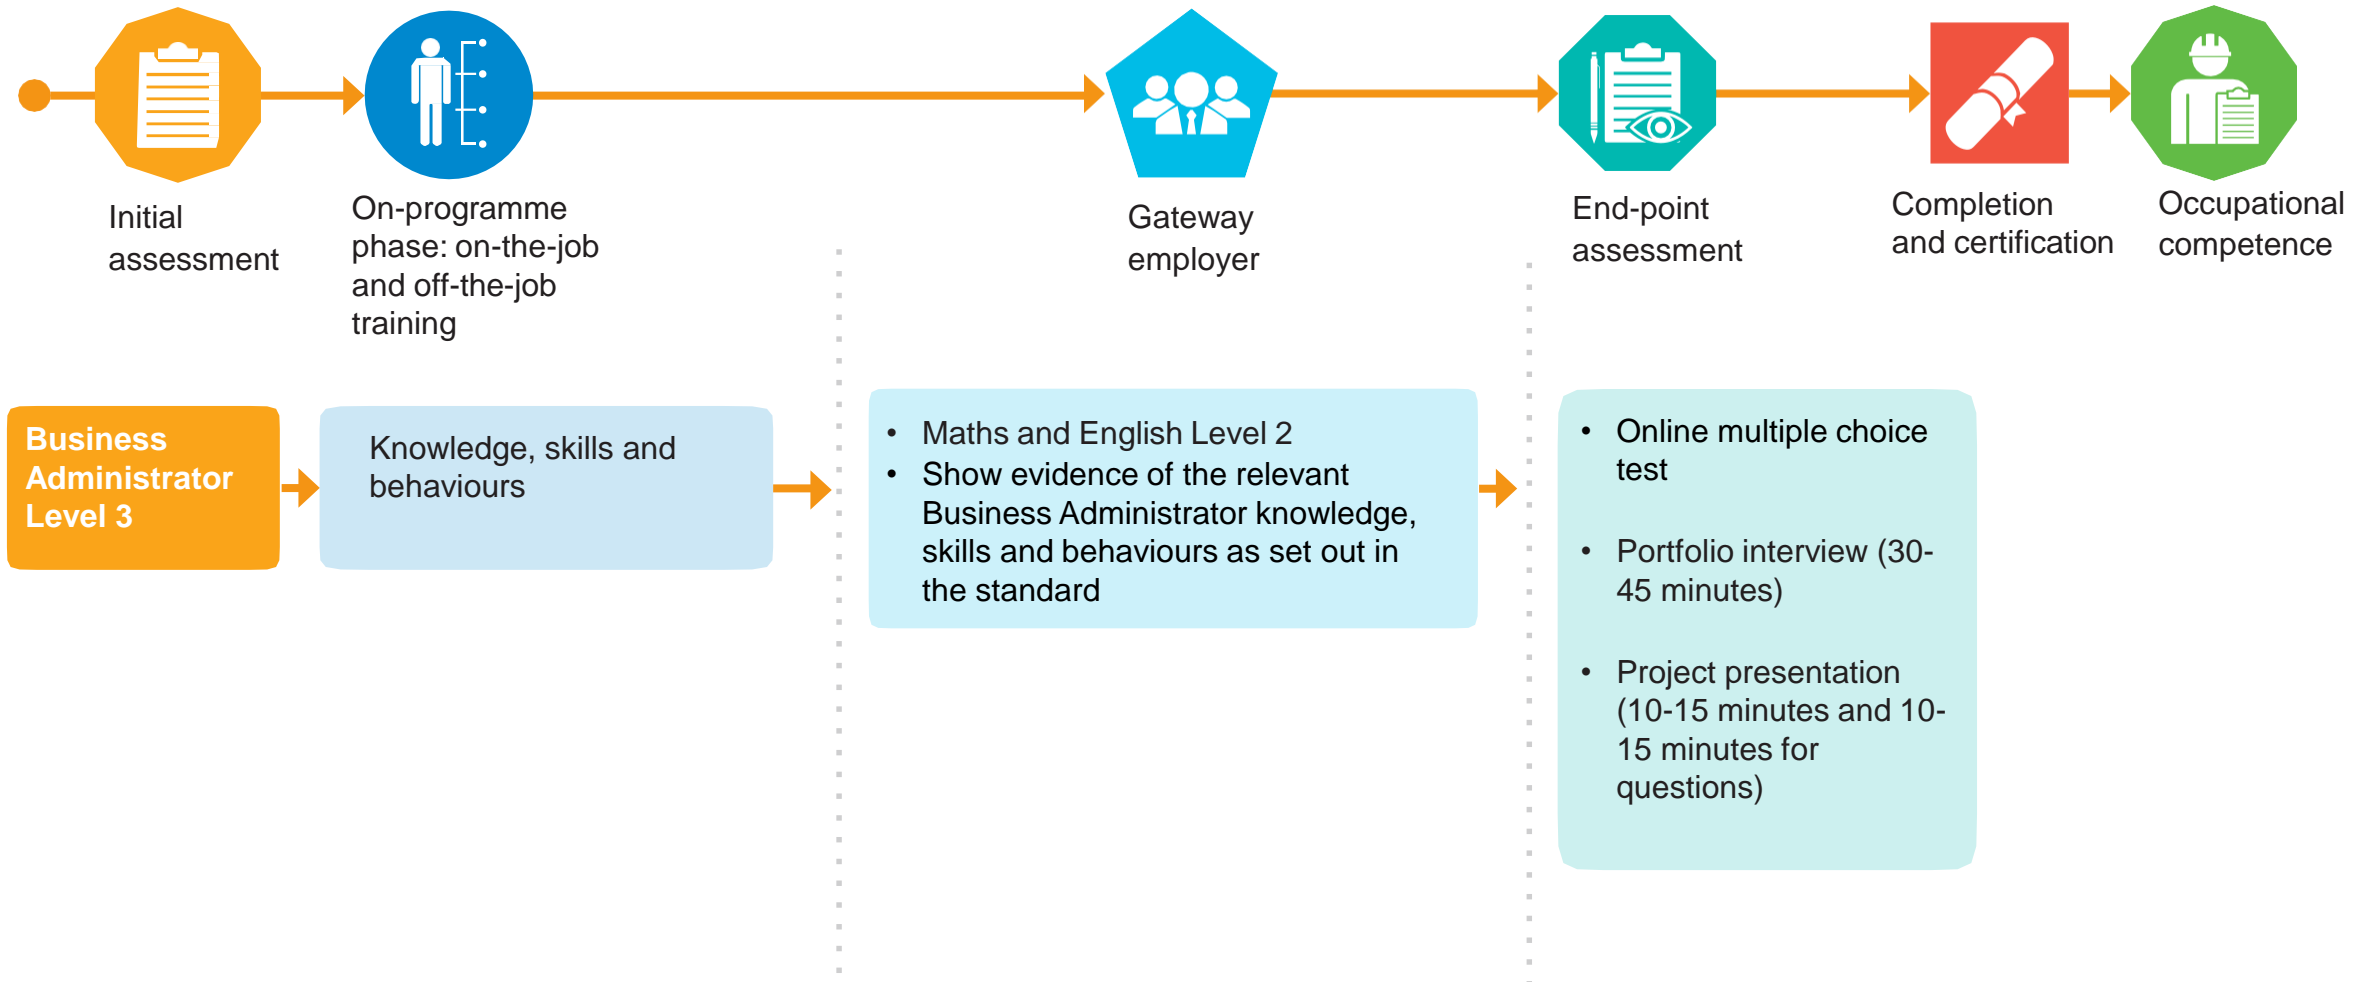 Initial
assessment
On-programme
phase: on-the-job
and off-the-job
training
Gateway
employer
End-point
assessment
Completion
and certification
Occupational
competence
Business
Administrator
Level 3
Knowledge, skills and
behaviours
• Maths and English Level 2
• Show evidence of the relevant
Business Administrator knowledge,
skills and behaviours as set out in
the standard
• Online multiple choice
test
• Portfolio interview (30-
45 minutes)
• Project presentation
(10-15 minutes and 10-
15 minutes for
questions)